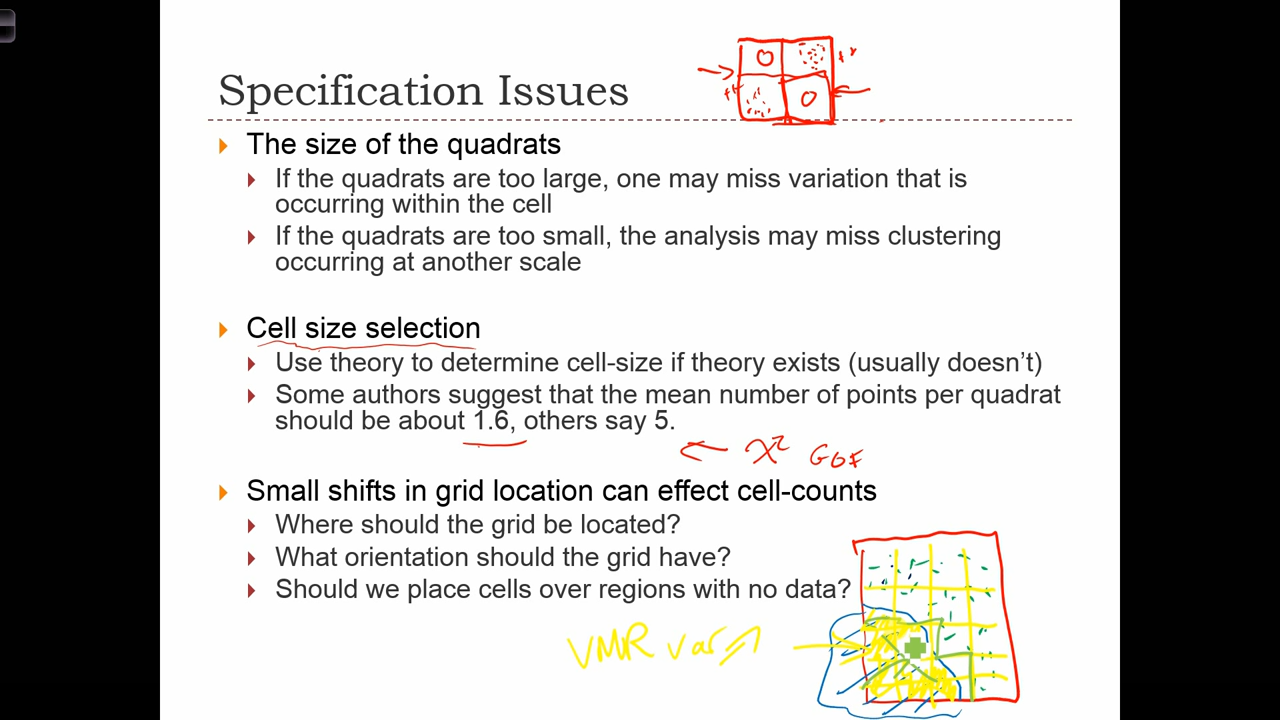 Specification Issues
The size of the quadrats
If the quadrats are too large, one may miss variation that is
occurring within the cell
If the quadrats are too small, the analysis may miss clustering
occurring at another scale
Cell size selection
Use theory to determine cell-size if theory exists (usually doesn’t)
Some authors suggest that the mean number of points per quadrat
should be about 1.6, others say 5.
← χ² GOF
Small shifts in grid location can effect cell-counts
Where should the grid be located?
What orientation should the grid have?
Should we place cells over regions with no data?
VMR var